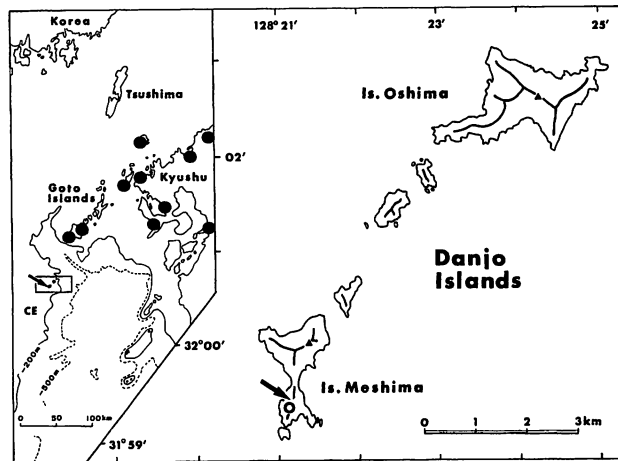 Korea
Tsushima
Goto
Islands
Kyushu
CE
-200m
-500m
0 50 100km
128° 21' 23' 25'
02'
32°00'
31°59'
Is. Oshima
Danjo
Islands
Is. Meshima
0 1 2 3km